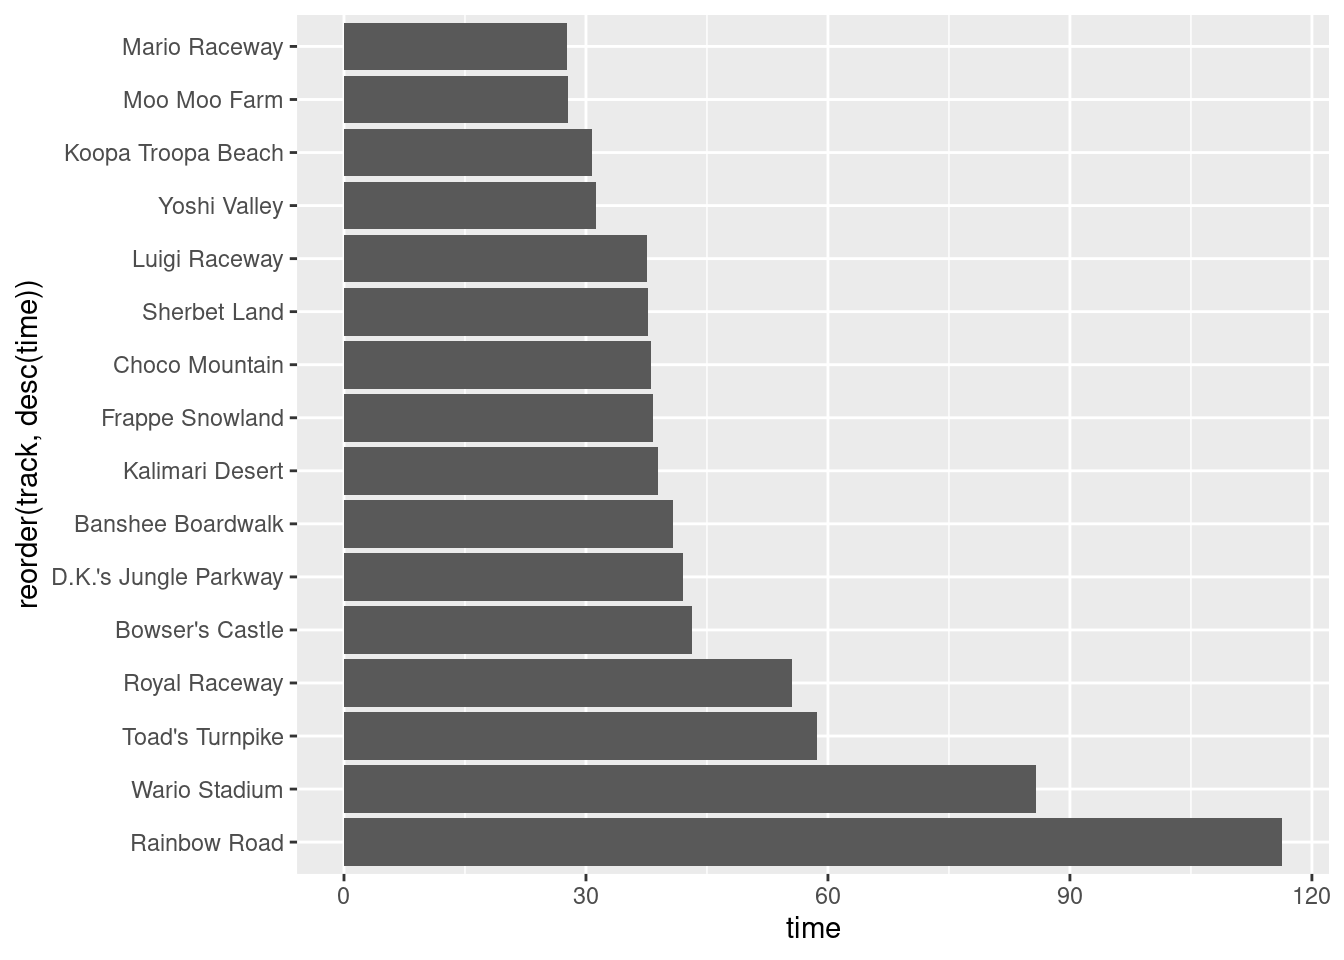 reorder(track, desc(time))
Mario Raceway
Moo Moo Farm
Koopa Troopa Beach
Yoshi Valley
Luigi Raceway
Sherbet Land
Choco Mountain
Frappe Snowland
Kalimari Desert
Banshee Boardwalk
D.K.'s Jungle Parkway
Bowser's Castle
Royal Raceway
Toad's Turnpike
Wario Stadium
Rainbow Road
0 30 60 90 120
time